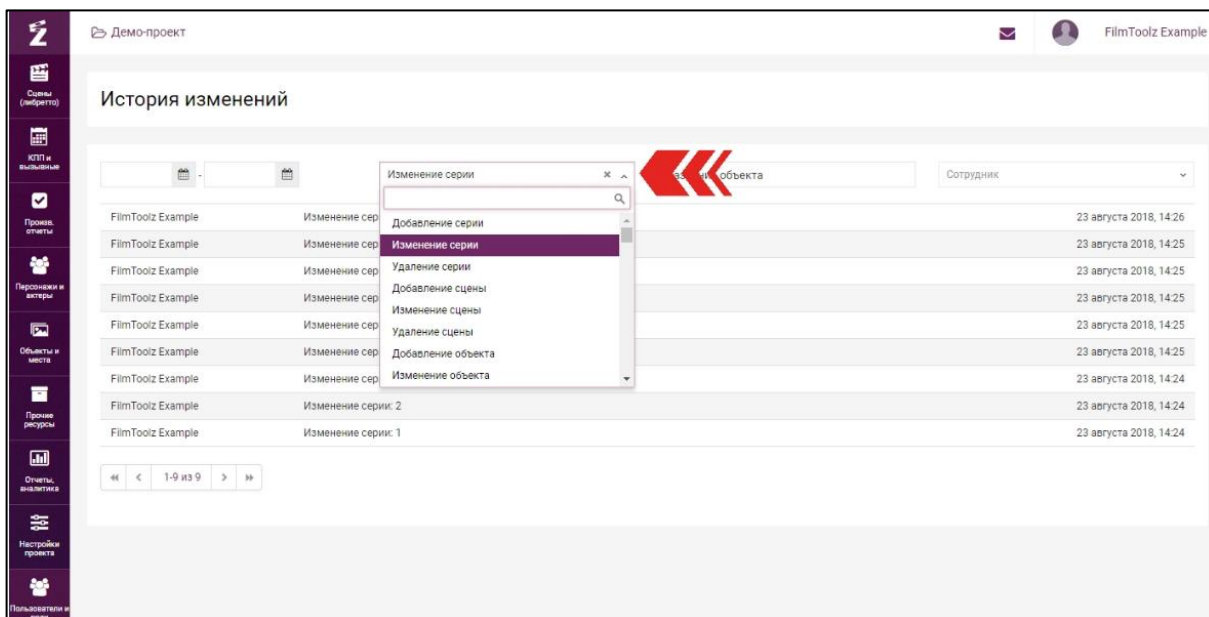 Демо-проект
FilmToolz Example
Сцены
(либретто)
КПП и
вызывные
Произв.
отчеты
Персонажи и
актеры
Объекты и
места
Прочие
ресурсы
Отчеты,
аналитика
Настройки
проекта
Пользователи и
История изменений
-
Изменение серии
объекта
Сотрудник
Добавление серии
Изменение серии
Удаление серии
Добавление сцены
Изменение сцены
Удаление сцены
Добавление объекта
Изменение объекта
FilmToolz Example Изменение сер 23 августа 2018, 14:26
FilmToolz Example Изменение сер 23 августа 2018, 14:25
FilmToolz Example Изменение сер 23 августа 2018, 14:25
FilmToolz Example Изменение сер 23 августа 2018, 14:25
FilmToolz Example Изменение сер 23 августа 2018, 14:25
FilmToolz Example Изменение сер 23 августа 2018, 14:25
FilmToolz Example Изменение сер 23 августа 2018, 14:24
FilmToolz Example Изменение серии: 2 23 августа 2018, 14:24
FilmToolz Example Изменение серии: 1 23 августа 2018, 14:24
1-9 из 9